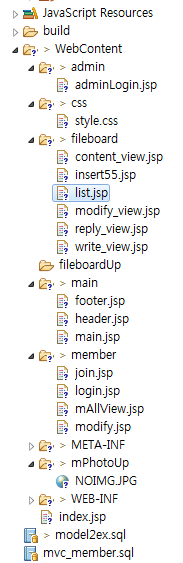 JavaScript Resources
build
> WebContent
> admin
adminLogin.jsp
> css
style.css
> fileboard
content_view.jsp
insert55.jsp
list.jsp
modify_view.jsp
reply_view.jsp
write_view.jsp
fileboardUp
> main
footer.jsp
header.jsp
main.jsp
> member
join.jsp
login.jsp
mAllView.jsp
modify.jsp
> META-INF
> mPhotoUp
NOIMG.JPG
> WEB-INF
index.jsp
> model2ex.sql
mvc_member.sql